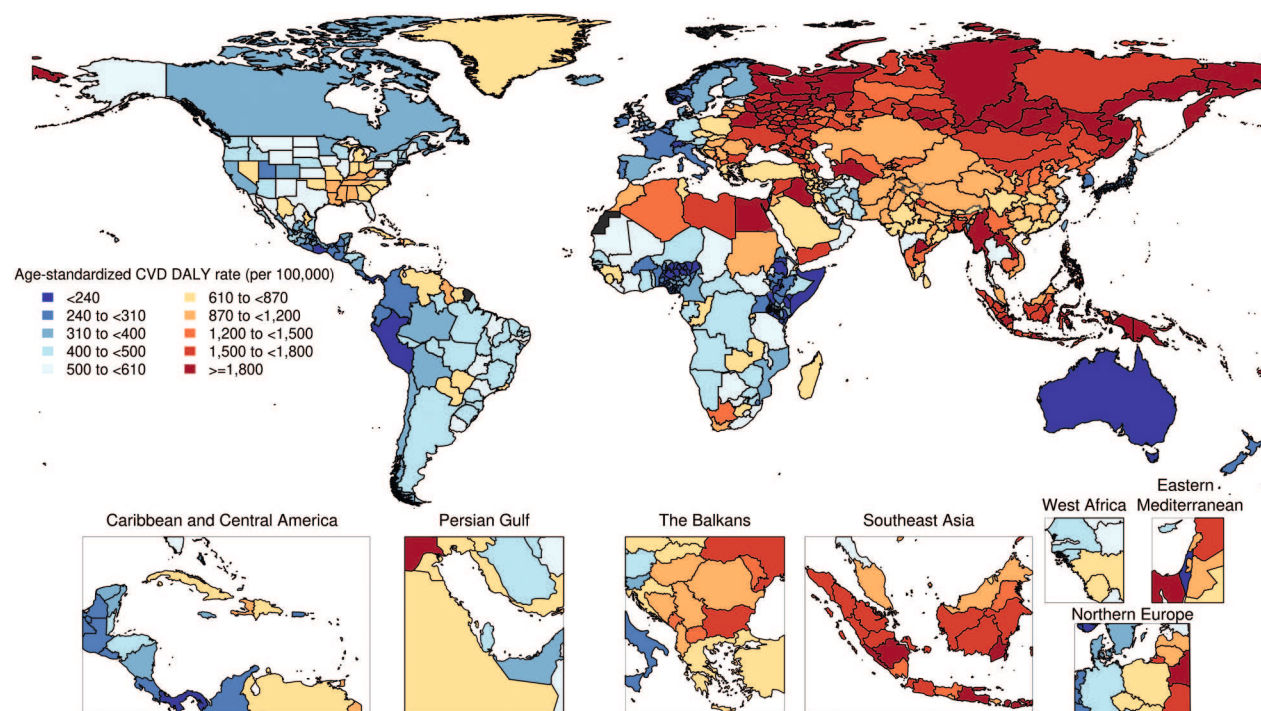 Age-standardized CVD DALY rate (per 100,000)
<240
240 to <310
310 to <400
400 to <500
500 to <610
610 to <870
870 to <1,200
1,200 to <1,500
1,500 to <1,800
>=1,800
Caribbean and Central America
Persian Gulf
The Balkans
Southeast Asia
West Africa
Eastern
Mediterranean
Northern Europe